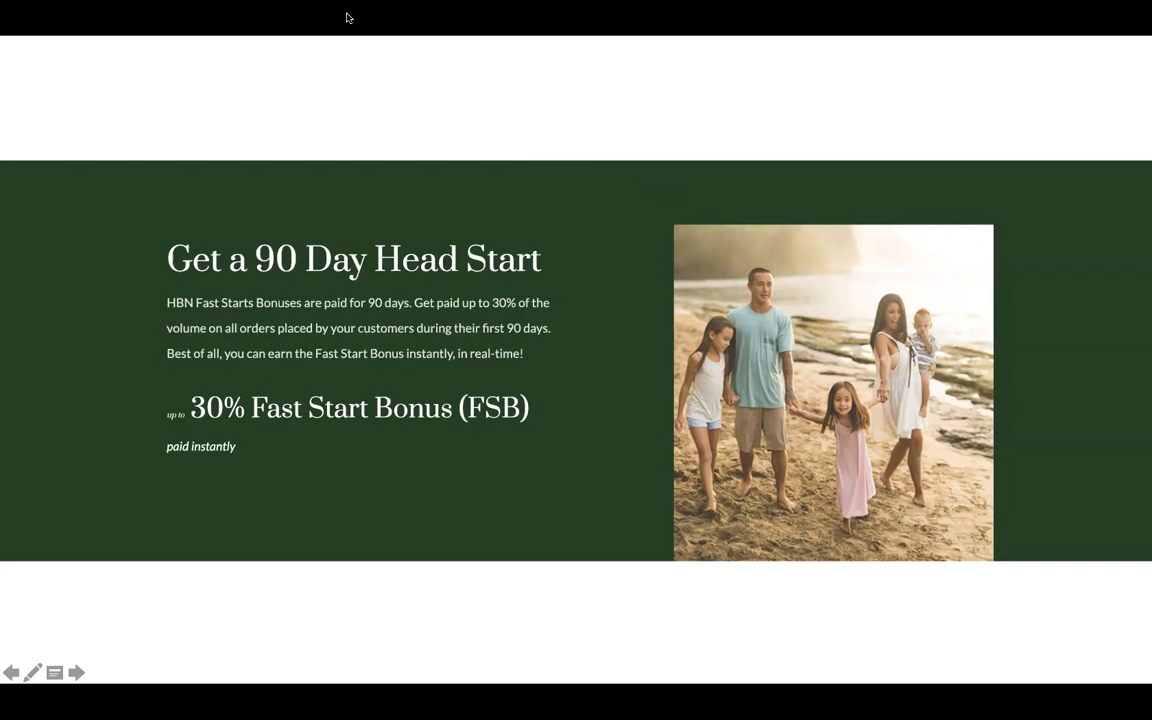 Get a 90 Day Head Start
HBN Fast Starts Bonuses are paid for 90 days. Get paid up to 30% of the
volume on all orders placed by your customers during their first 90 days.
Best of all, you can earn the Fast Start Bonus instantly, in real-time!
up to 30% Fast Start Bonus (FSB)
paid instantly